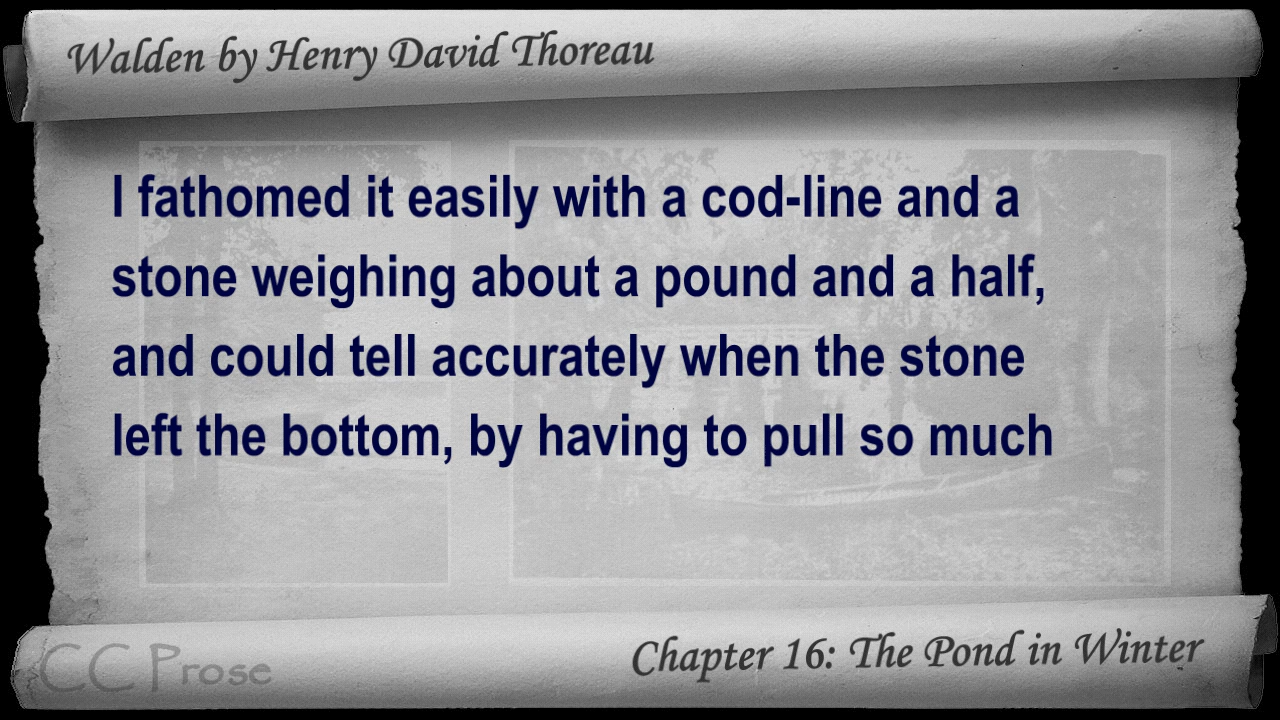 Walden by Henry David Thoreau
I fathomed it easily with a cod-line and a
stone weighing about a pound and a half,
and could tell accurately when the stone
left the bottom, by having to pull so much
CC Prose
Chapter 16: The Pond in Winter